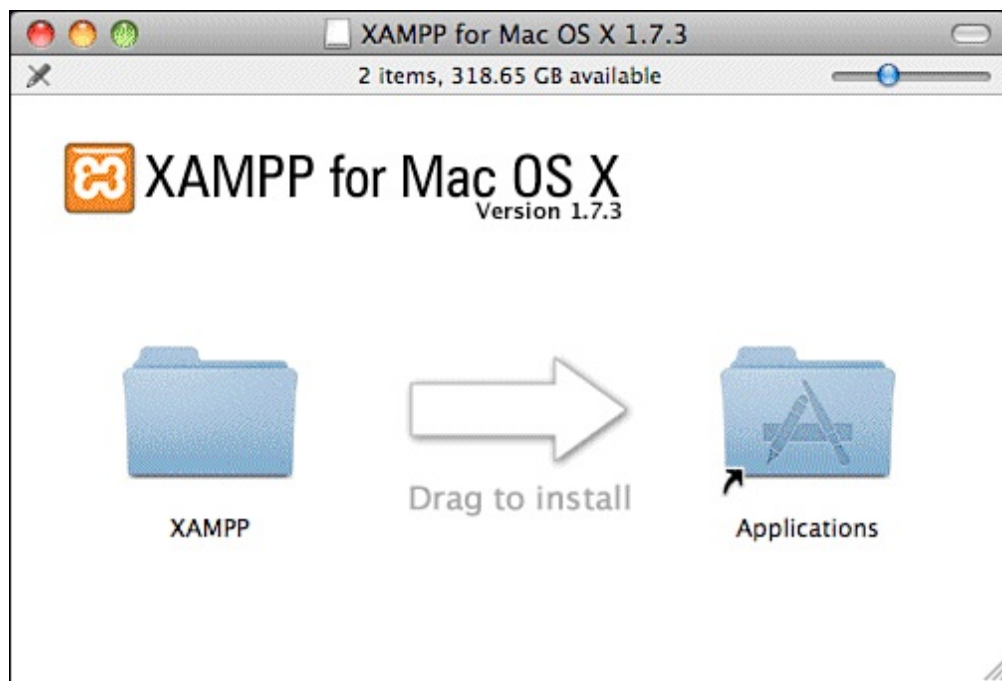 XAMPP for Mac OS X 1.7.3
2 items, 318.65 GB available
XAMPP for Mac OS X
Version 1.7.3
Drag to install
XAMPP
Applications